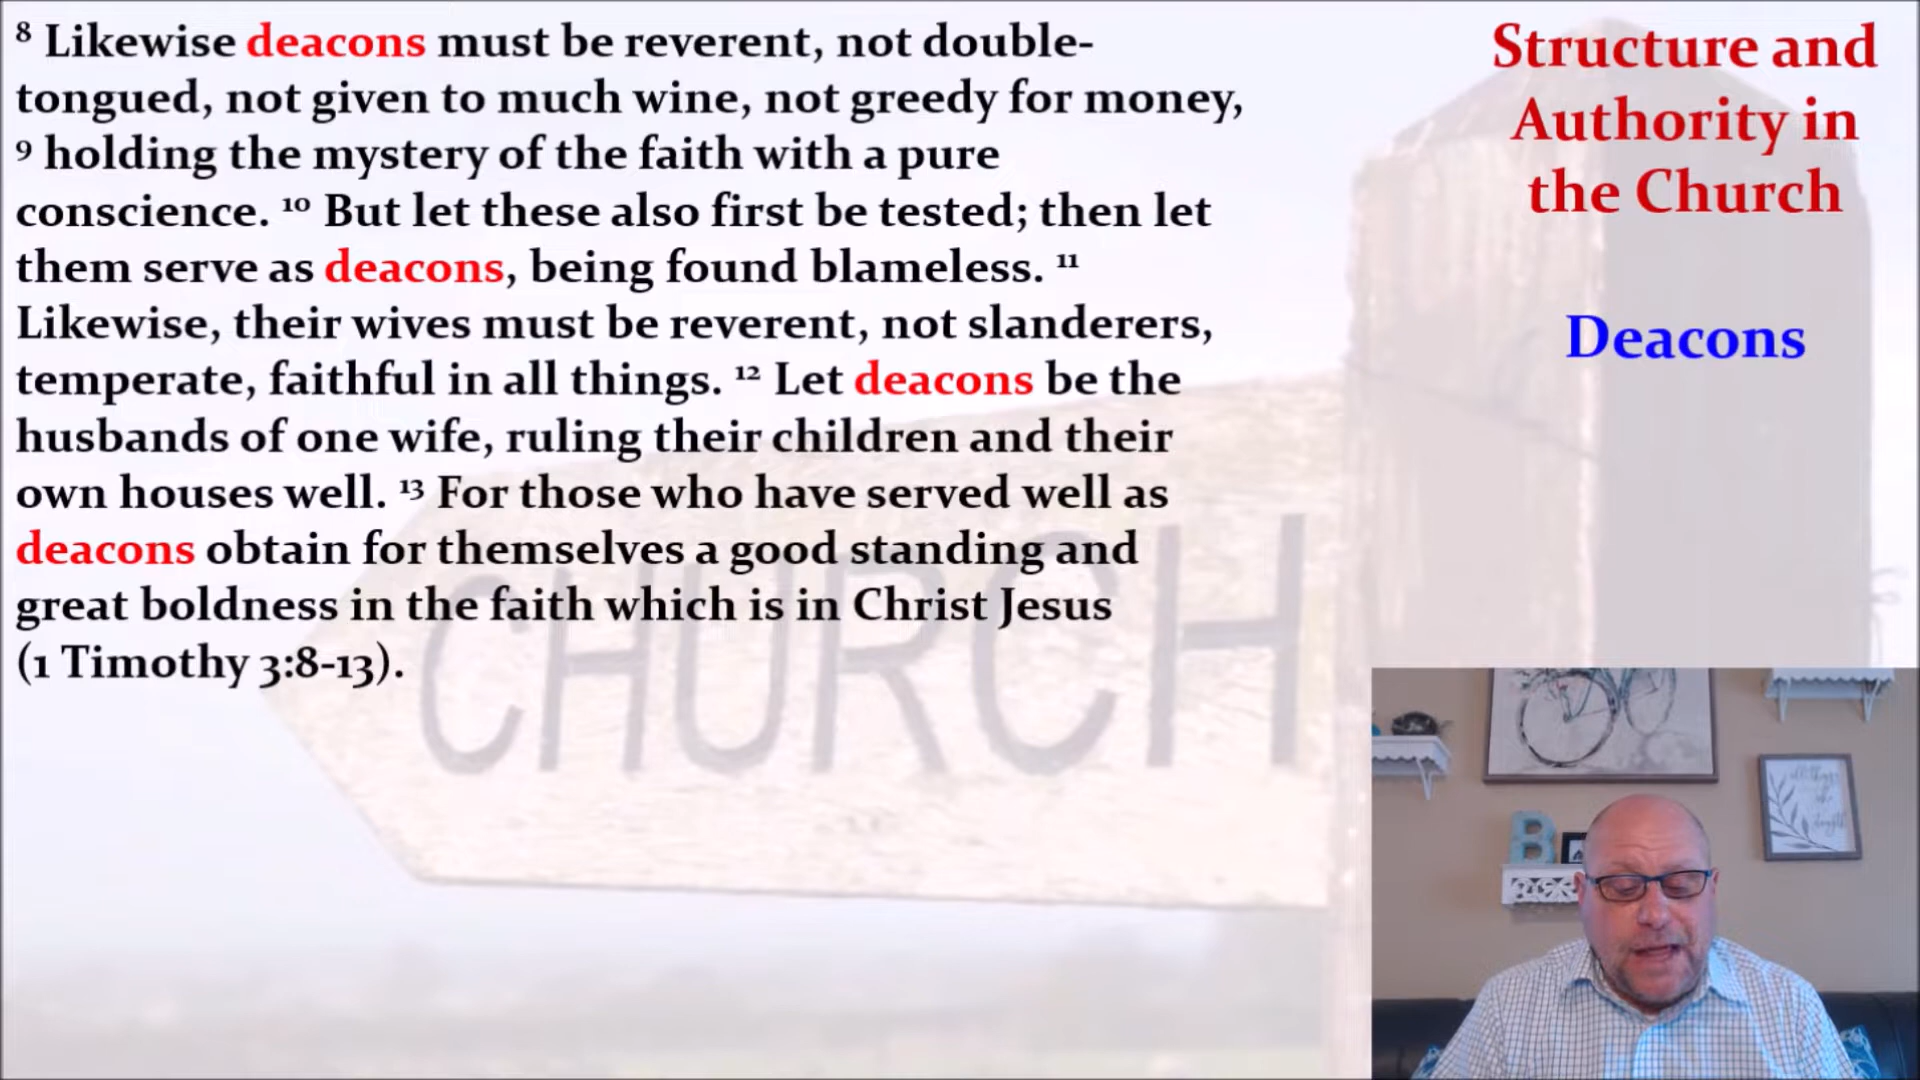 ⁸ Likewise deacons must be reverent, not double-
tongued, not given to much wine, not greedy for money,
⁹ holding the mystery of the faith with a pure
conscience. ¹⁰ But let these also first be tested; then let
them serve as deacons, being found blameless. ¹¹
Likewise, their wives must be reverent, not slanderers,
temperate, faithful in all things. ¹² Let deacons be the
husbands of one wife, ruling their children and their
own houses well. ¹³ For those who have served well as
deacons obtain for themselves a good standing and
great boldness in the faith which is in Christ Jesus
(1 Timothy 3:8-13).
Structure and
Authority in
the Church
Deacons
CHURCH
B